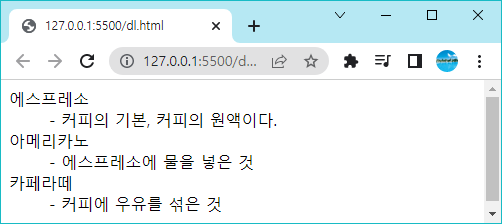 127.0.0.1:5500/dl.html
127.0.0.1:5500/d...
에스프레소
- 커피의 기본, 커피의 원액이다.
아메리카노
- 에스프레소에 물을 넣은 것
카페라떼
- 커피에 우유를 섞은 것